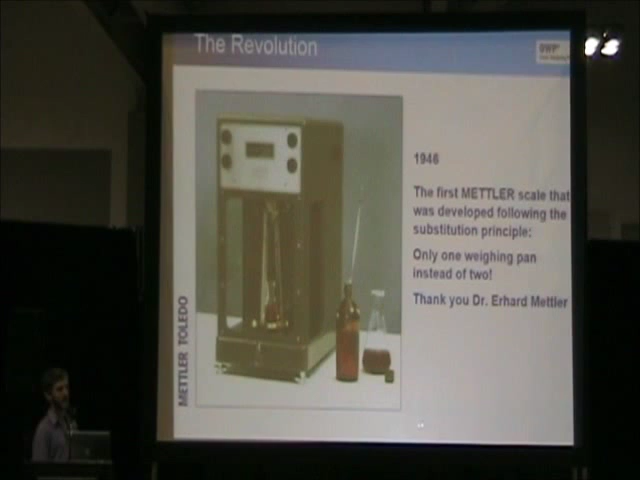 The Revolution
GWP®
1946
The first METTLER scale that
was developed following the
substitution principle:
Only one weighing pan
instead of two!
Thank you Dr. Erhard Mettler
METTLER TOLEDO